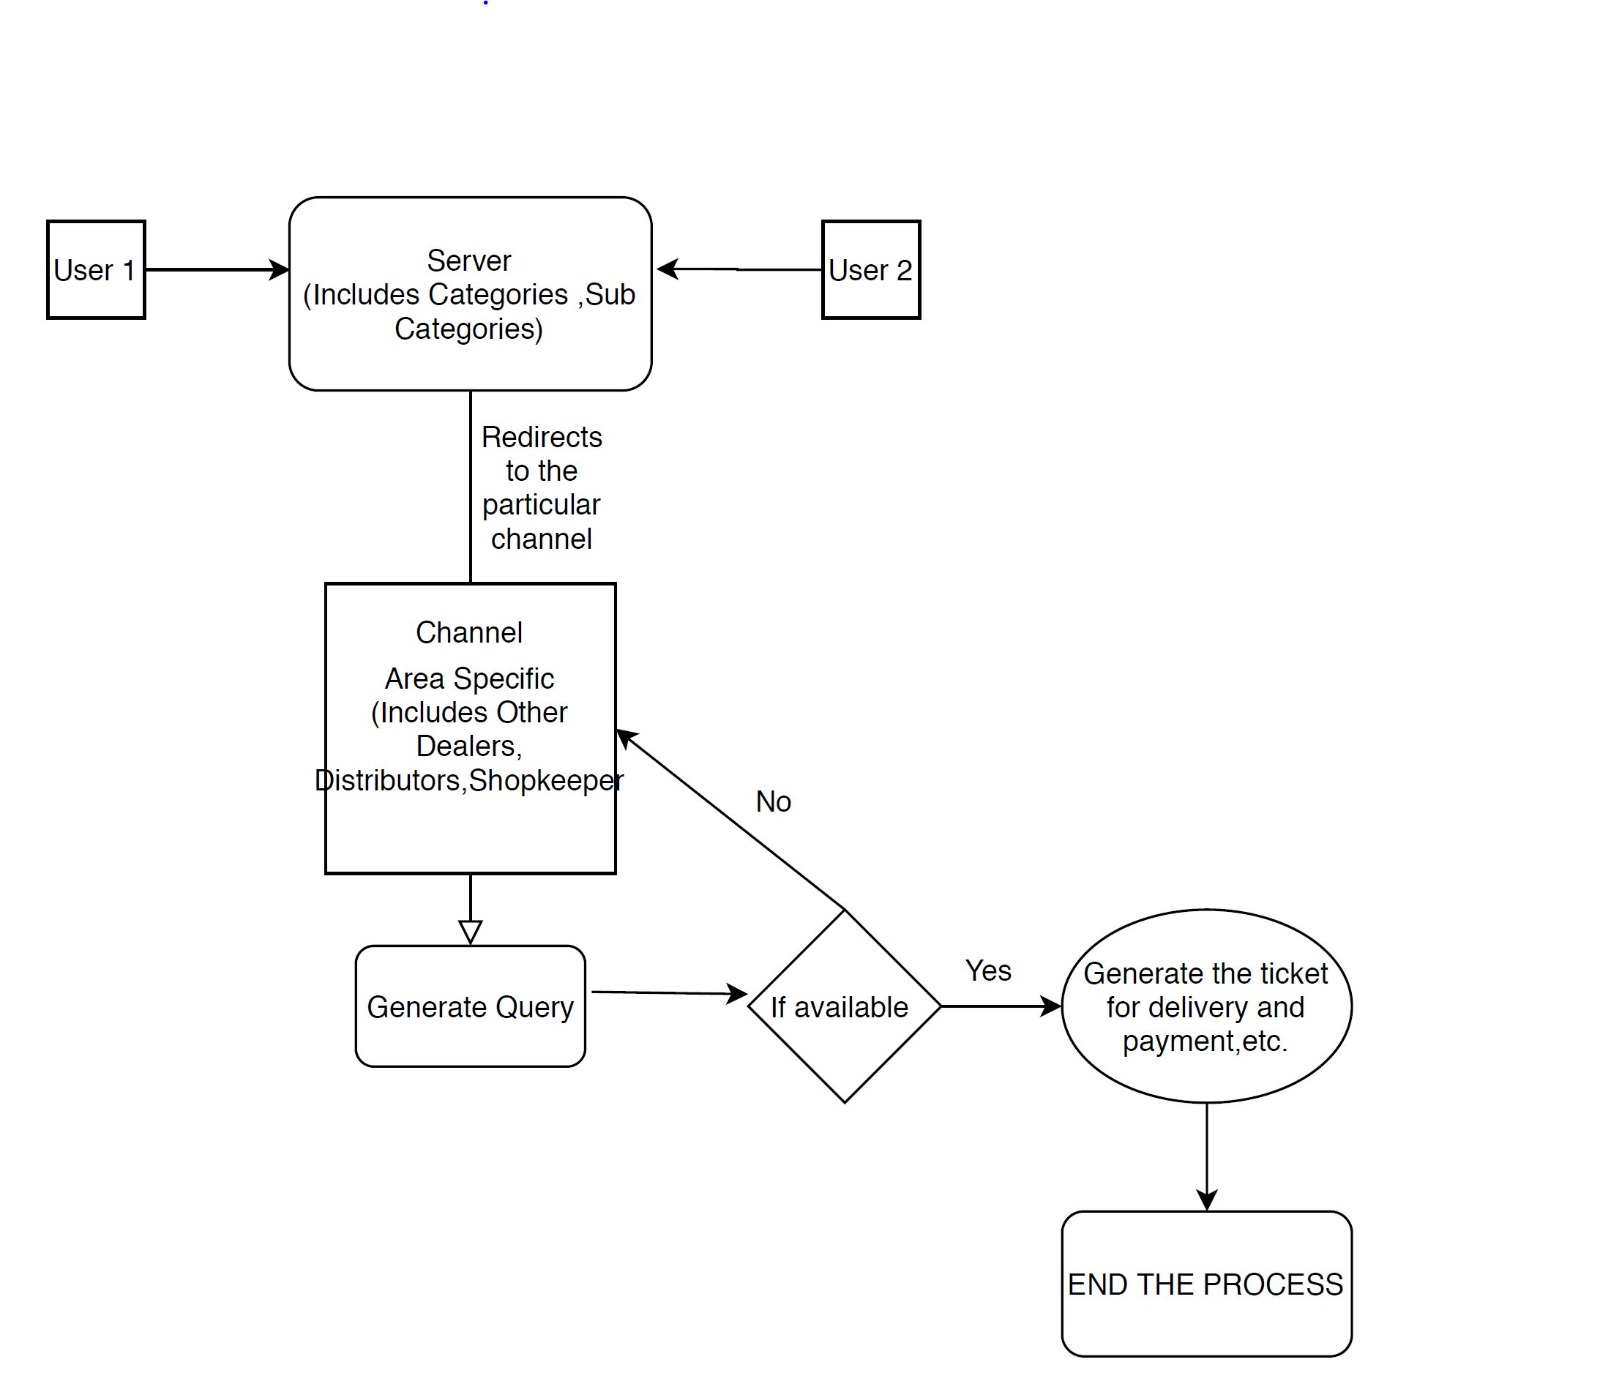 User 1
Server
(Includes Categories ,Sub
Categories)
User 2
Redirects
to the
particular
channel
Channel
Area Specific
(Includes Other
Dealers,
Distributors,Shopkeeper
No
Generate Query
If available
Yes
Generate the ticket
for delivery and
payment,etc.
END THE PROCESS